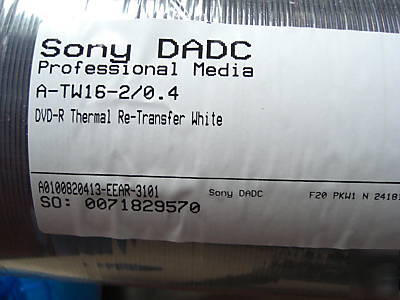 Sony DADC
Professional Media
A-TW16-2/0.4
DVD-R Thermal Re-Transfer White
A0100820413-EEAR-3101 Sony DADC F20 PKW1 N 24181
SO: 0071829570